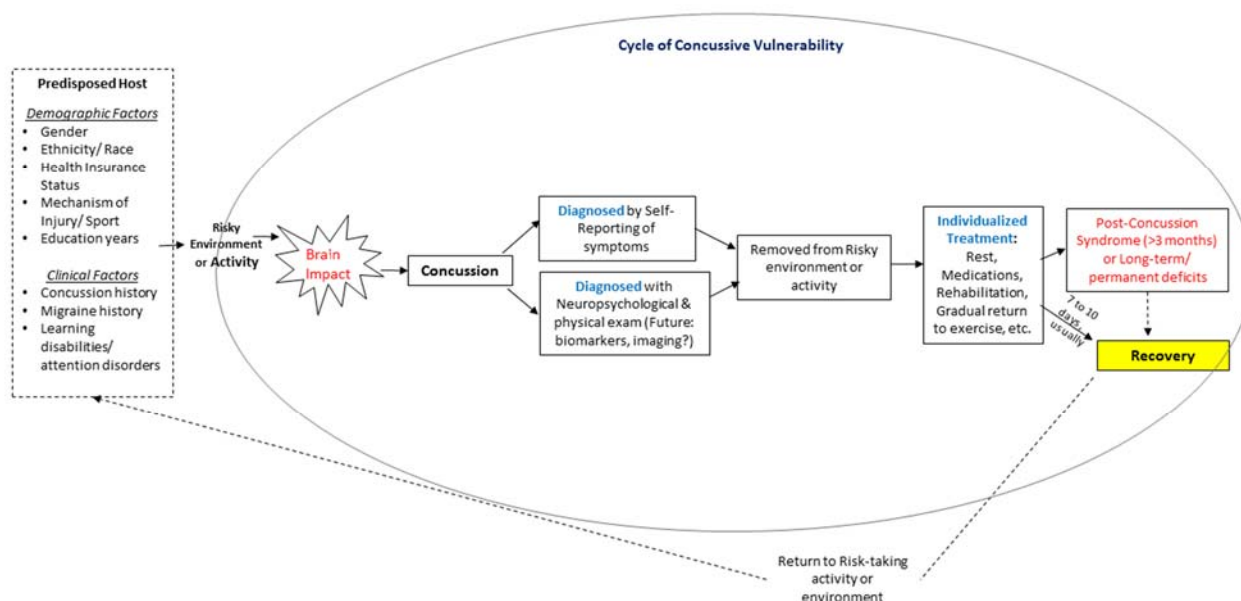 Cycle of Concussive Vulnerability
Predisposed Host
Demographic Factors
• Gender
• Ethnicity/ Race
• Health Insurance
Status
• Mechanism of
Injury/ Sport
• Education years
Clinical Factors
• Concussion history
• Migraine history
• Learning
disabilities/
attention disorders
Risky
Environment
or Activity
Brain
Impact
Concussion
Diagnosed by Self-
Reporting of
symptoms
Diagnosed with
Neuropsychological &
physical exam (Future:
biomarkers, imaging?)
Removed from Risky
environment or
activity
Individualized
Treatment:
Rest,
Medications,
Rehabilitation,
Gradual return
to exercise, etc.
Post-Concussion
Syndrome (>3 months)
or Long-term/
permanent deficits
7 to 10
days,
usually
Recovery
Return to Risk-taking
activity or
environment